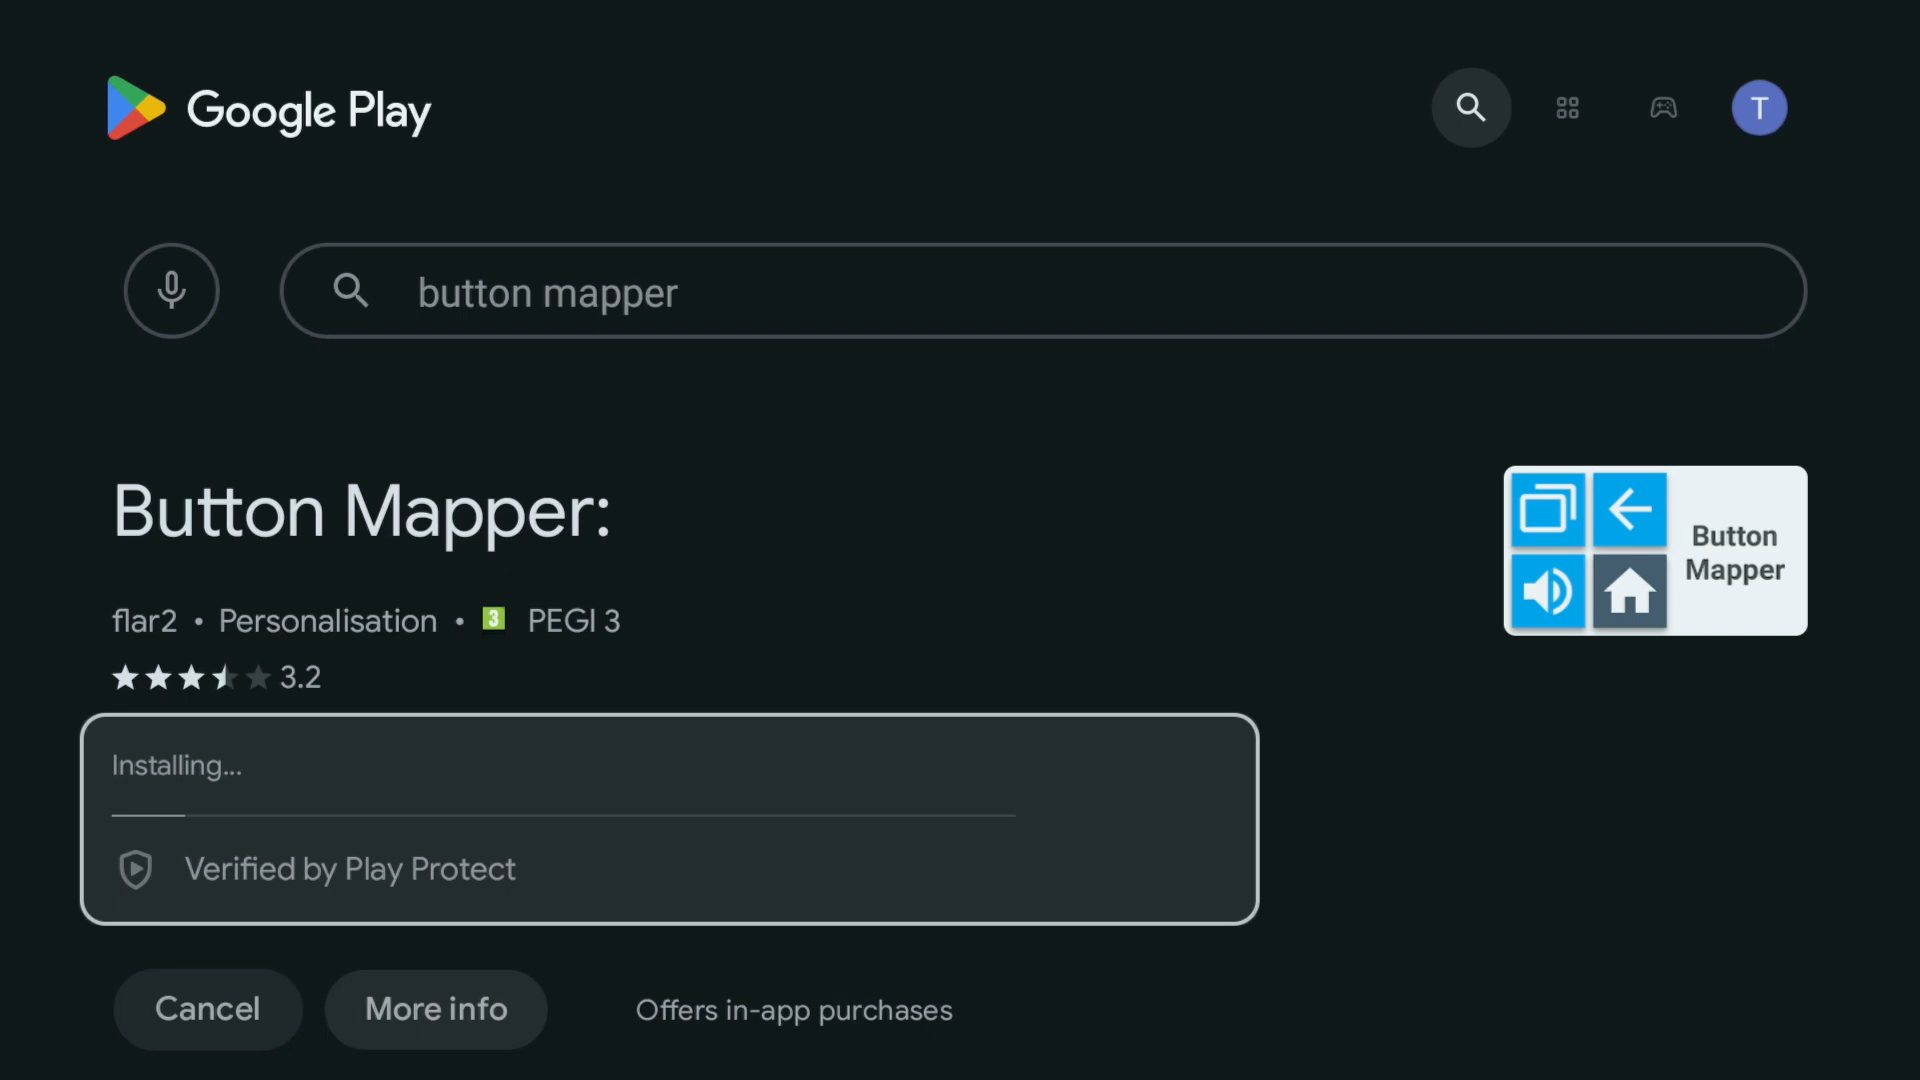 Google Play
T
button mapper
Button Mapper:
Button
Mapper
flar2 • Personalisation • 3 PEGI 3
3.2
Installing...
Verified by Play Protect
Cancel
More info
Offers in-app purchases